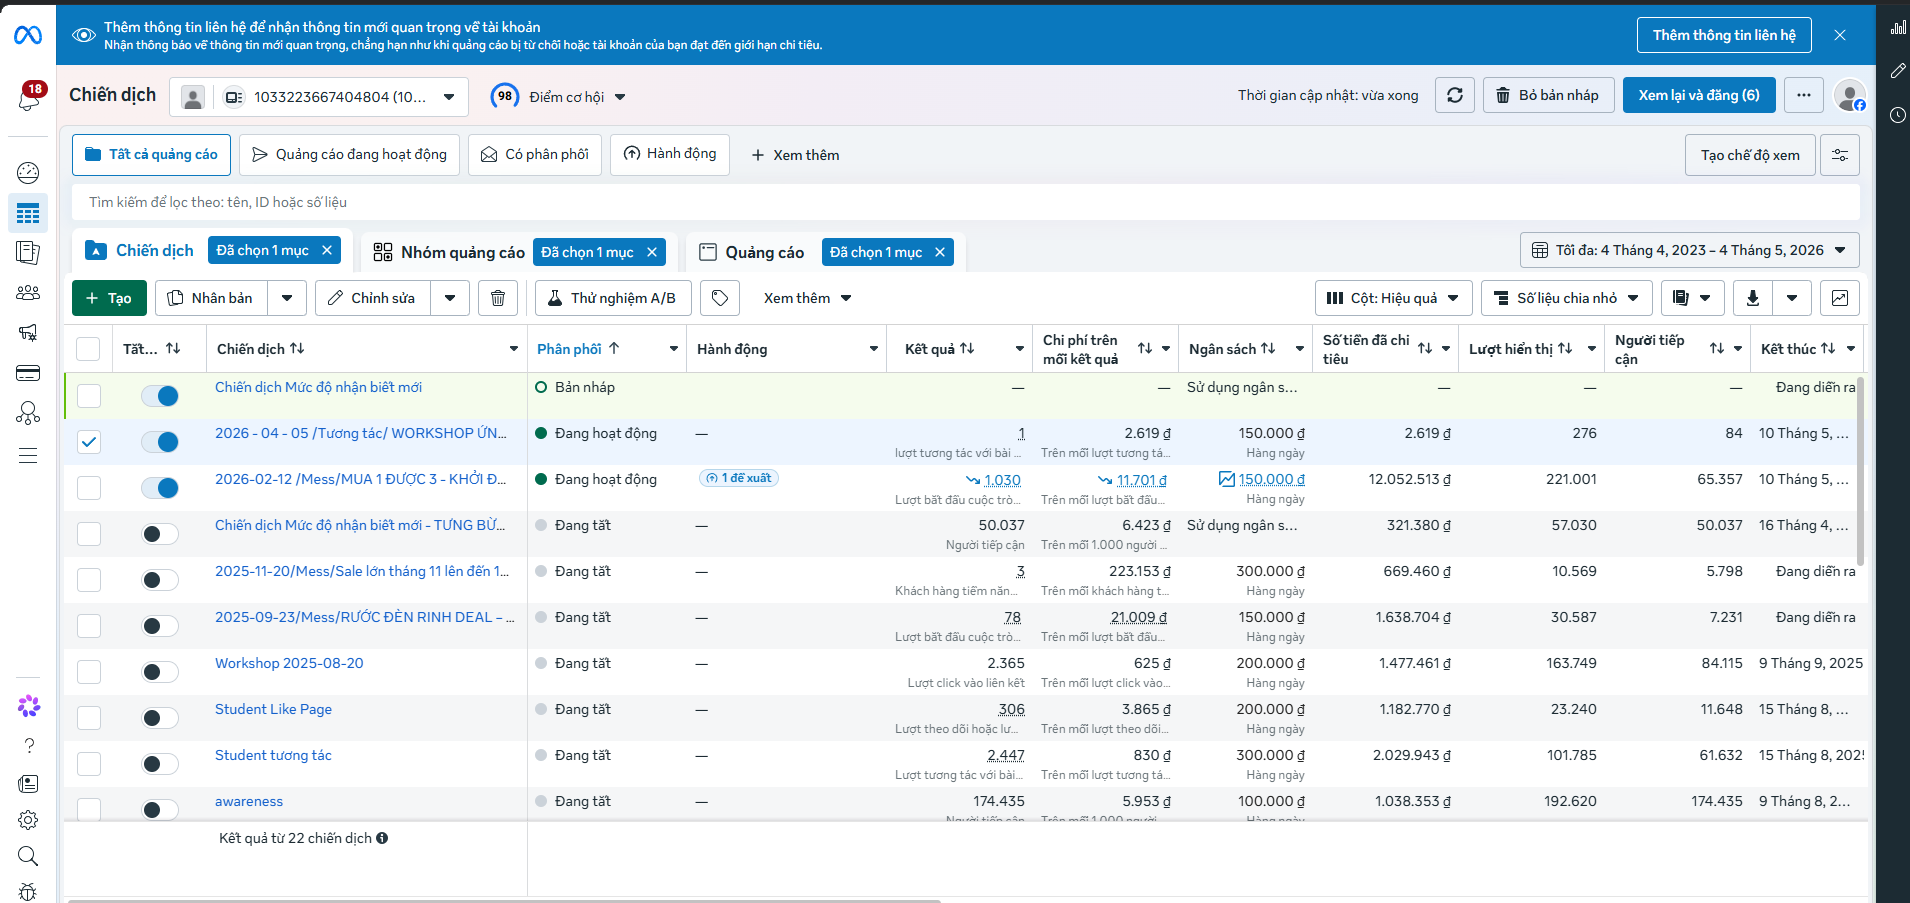 Thêm thông tin liên hệ để nhận thông tin mới quan trọng về tài khoản
Nhận thông báo về thông tin mới quan trọng, chẳng hạn như khi quảng cáo bị từ chối hoặc tài khoản của bạn đạt đến giới hạn chi tiêu.
Thêm thông tin liên hệ
18
Chiến dịch
1033223667404804 (10...
98
Điểm cơ hội
Thời gian cập nhật: vừa xong
Bỏ bản nháp
Xem lại và đăng (6)
Tất cả quảng cáo
Quảng cáo đang hoạt động
Có phân phối
Hành động
Xem thêm
Tạo chế độ xem
Tìm kiếm để lọc theo: tên, ID hoặc số liệu
Chiến dịch
Đã chọn 1 mục
Nhóm quảng cáo
Đã chọn 1 mục
Quảng cáo
Đã chọn 1 mục
Tối đa: 4 Tháng 4, 2023 – 4 Tháng 5, 2026
Tạo
Nhân bản
Chỉnh sửa
Thử nghiệm A/B
Xem thêm
Cột: Hiệu quả
Số liệu chia nhỏ
Tắt... Chiến dịch Phân phối Hành động Kết quả Chi phí trên mỗi kết quả Ngân sách Số tiền đã chi tiêu Lượt hiển thị Người tiếp cận Kết thúc
Chiến dịch Mức độ nhận biết mới Bản nháp — — Sử dụng ngân s... — — — Đang diễn ra
2026 - 04 - 05 /Tương tác/ WORKSHOP ỨN... Đang hoạt động — 1 2.619 ₫ 150.000 ₫ 2.619 ₫ 276 84 10 Tháng 5, ...
lượt tương tác với bài ... Trên mỗi lượt tương tá... Hàng ngày
2026-02-12 /Mess/MUA 1 ĐƯỢC 3 - KHỞI Đ... Đang hoạt động 1 đề xuất 1.030 11.701 ₫ 150.000 ₫ 12.052.513 ₫ 221.001 65.357 10 Tháng 5, ...
Lượt bắt đầu cuộc trò... Trên mỗi lượt bắt đầu... Hàng ngày
Chiến dịch Mức độ nhận biết mới - TƯNG BỪ... Đang tắt — 50.037 6.423 ₫ Sử dụng ngân s... 321.380 ₫ 57.030 50.037 16 Tháng 4, ...
Người tiếp cận Trên mỗi 1.000 người ...
2025-11-20/Mess/Sale lớn tháng 11 lên đến 1... Đang tắt — 3 223.153 ₫ 300.000 ₫ 669.460 ₫ 10.569 5.798 Đang diễn ra
Khách hàng tiềm năn... Trên mỗi khách hàng t... Hàng ngày
2025-09-23/Mess/RƯỚC ĐÈN RINH DEAL – ... Đang tắt — 78 21.009 ₫ 150.000 ₫ 1.638.704 ₫ 30.587 7.231 Đang diễn ra
Lượt bắt đầu cuộc trò... Trên mỗi lượt bắt đầu... Hàng ngày
Workshop 2025-08-20 Đang tắt — 2.365 625 ₫ 200.000 ₫ 1.477.461 ₫ 163.749 84.115 9 Tháng 9, 2025
Lượt click vào liên kết Trên mỗi lượt click vào... Hàng ngày
Student Like Page Đang tắt — 306 3.865 ₫ 200.000 ₫ 1.182.770 ₫ 23.240 11.648 15 Tháng 8, ...
Lượt theo dõi hoặc lư... Trên mỗi lượt theo dõi... Hàng ngày
Student tương tác Đang tắt — 2.447 830 ₫ 300.000 ₫ 2.029.943 ₫ 101.785 61.632 15 Tháng 8, 2025
Lượt tương tác với bài... Trên mỗi lượt tương tá... Hàng ngày
awareness Đang tắt — 174.435 5.953 ₫ 100.000 ₫ 1.038.353 ₫ 192.620 174.435 9 Tháng 8, 2...
Người tiếp cận Trên mỗi 1.000 người Hàng ngày
Kết quả từ 22 chiến dịch